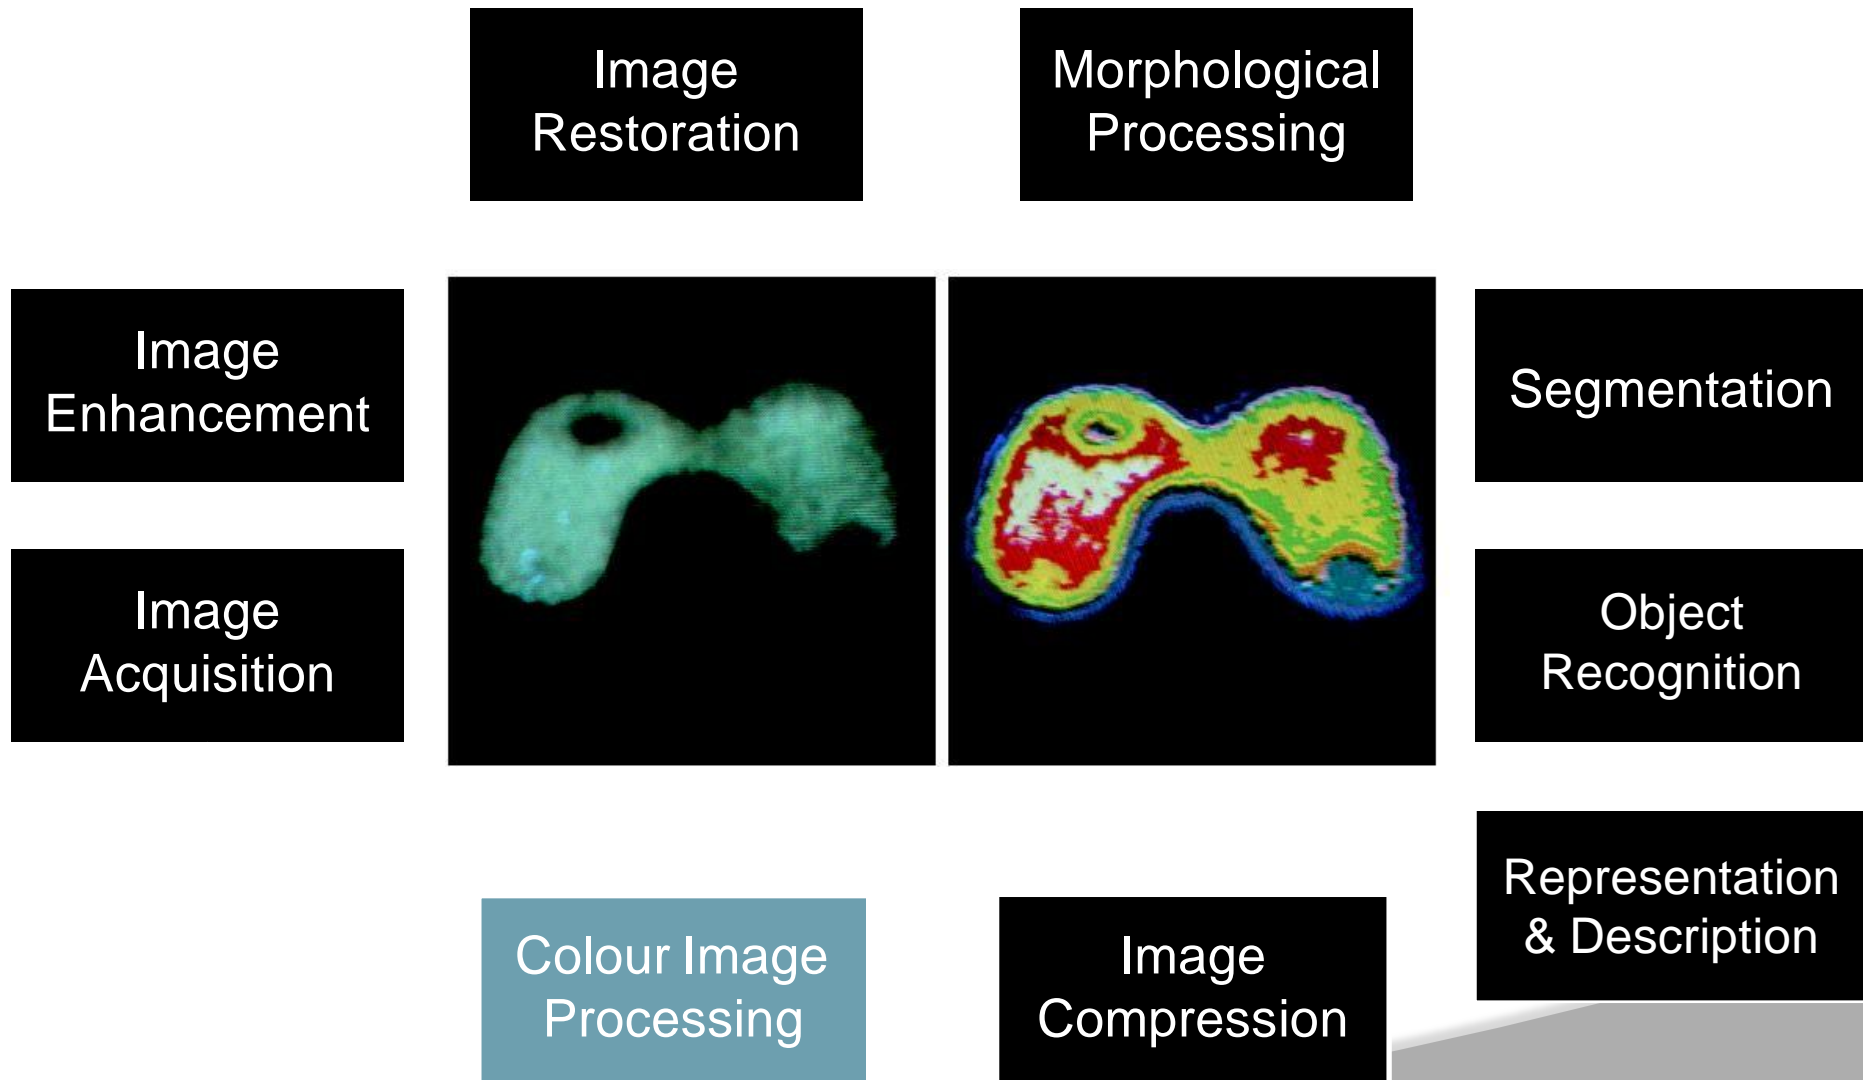 Image
Restoration
Morphological
Processing
Image
Enhancement
Segmentation
Image
Acquisition
Object
Recognition
Representation
& Description
Colour Image
Processing
Image
Compression